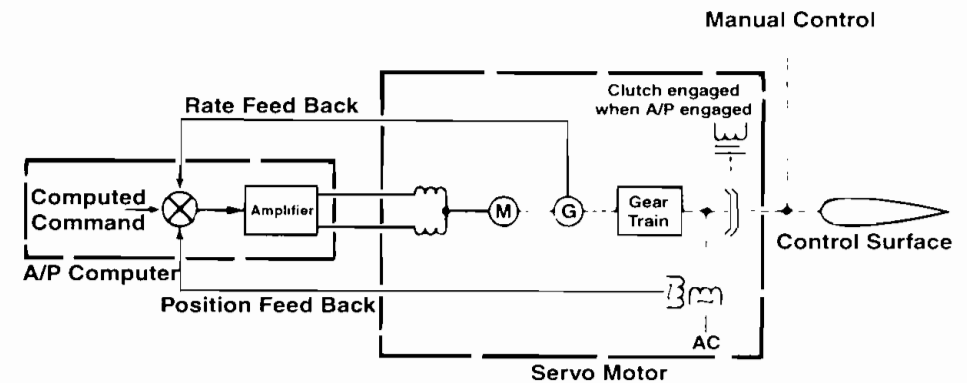 Manual Control
Clutch engaged
when A/P engaged
Rate Feed Back
Computed
Command
Amplifier
M
G
Gear
Train
Control Surface
A/P Computer
Position Feed Back
AC
Servo Motor